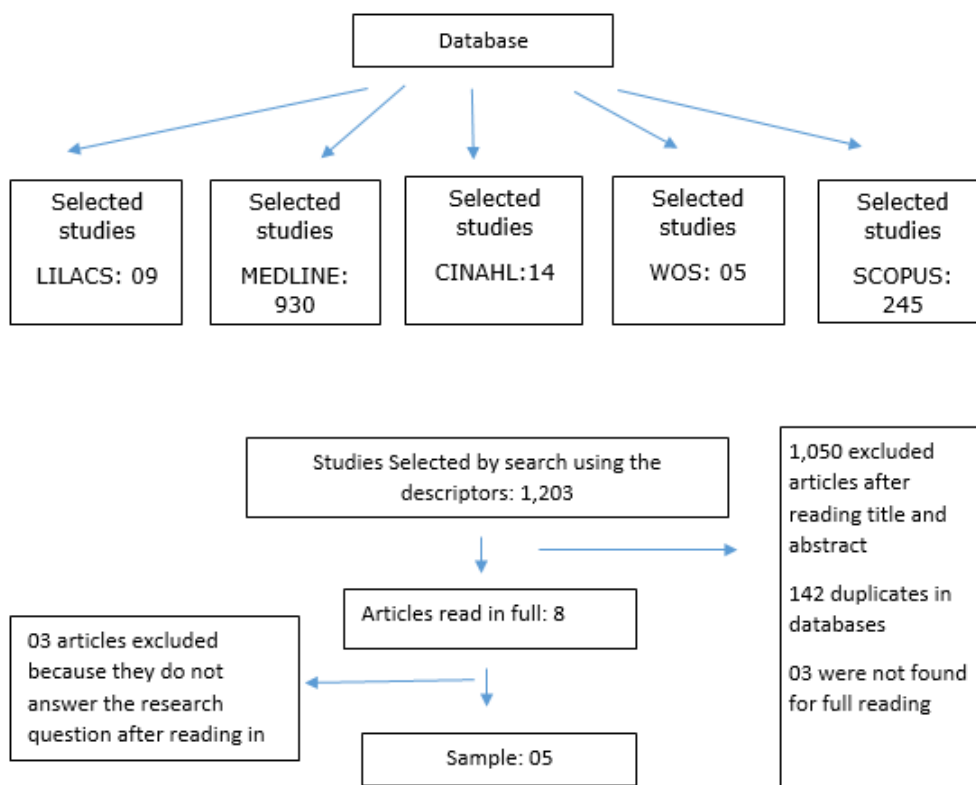 Database
Selected
studies
LILACS: 09
Selected
studies
MEDLINE:
930
Selected
studies
CINAHL:14
Selected
studies
WOS: 05
Selected
studies
SCOPUS:
245
Studies Selected by search using the
descriptors: 1,203
1,050 excluded
articles after
reading title and
abstract
142 duplicates in
databases
03 were not found
for full reading
Articles read in full: 8
03 articles excluded
because they do not
answer the research
question after reading in
Sample: 05